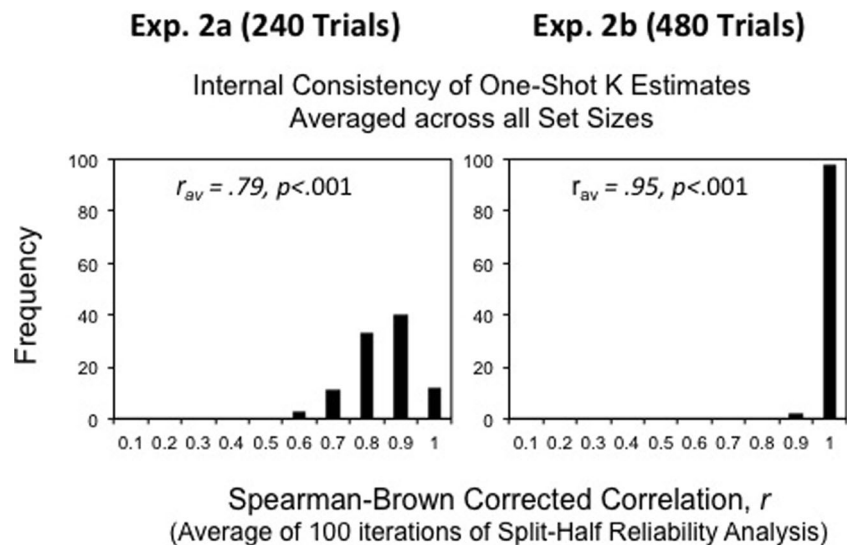 Exp. 2a (240 Trials)
Exp. 2b (480 Trials)
Internal Consistency of One-Shot K Estimates
Averaged across all Set Sizes
Frequency
100
80
60
40
20
0
r_av = .79, p<.001
0.1 0.2 0.3 0.4 0.5 0.6 0.7 0.8 0.9 1
100
80
60
40
20
0
r_av = .95, p<.001
0.1 0.2 0.3 0.4 0.5 0.6 0.7 0.8 0.9 1
Spearman-Brown Corrected Correlation, r
(Average of 100 iterations of Split-Half Reliability Analysis)